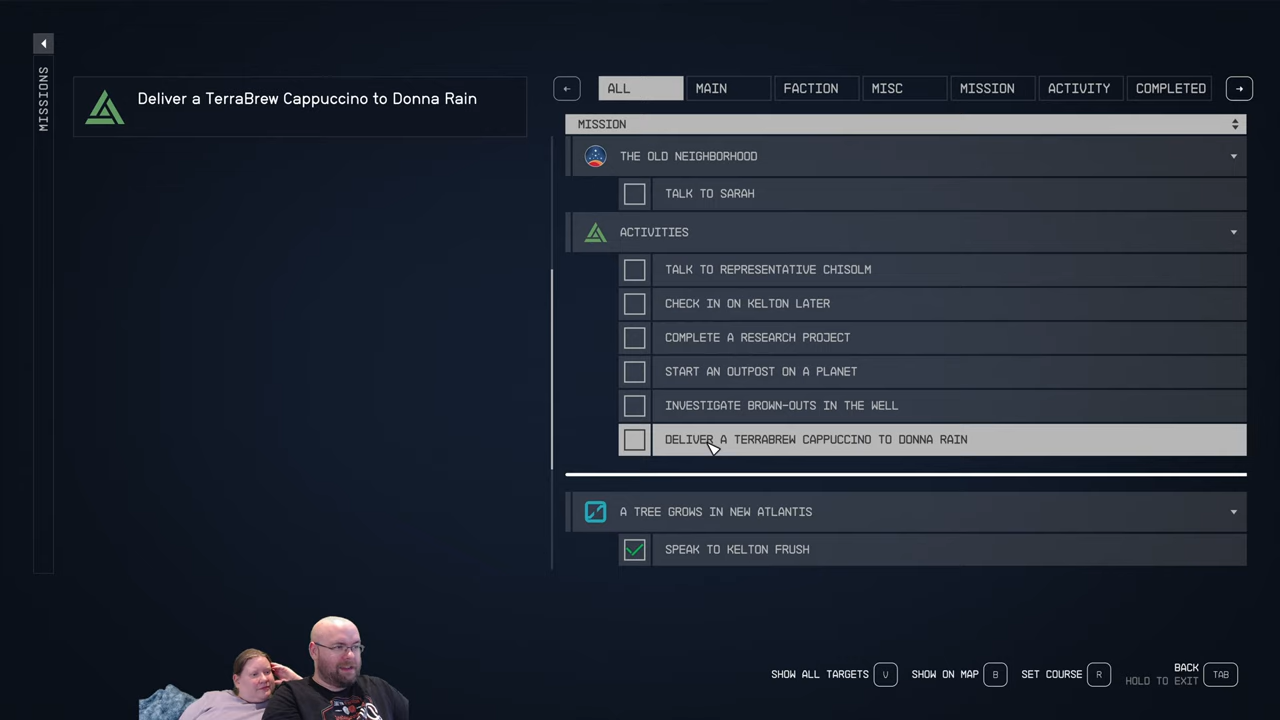 MISSIONS
Deliver a TerraBrew Cappuccino to Donna Rain
ALL
MAIN
FACTION
MISC
MISSION
ACTIVITY
COMPLETED
MISSION
THE OLD NEIGHBORHOOD
TALK TO SARAH
ACTIVITIES
TALK TO REPRESENTATIVE CHISOLM
CHECK IN ON KELTON LATER
COMPLETE A RESEARCH PROJECT
START AN OUTPOST ON A PLANET
INVESTIGATE BROWN-OUTS IN THE WELL
DELIVER A TERRABREW CAPPUCCINO TO DONNA RAIN
A TREE GROWS IN NEW ATLANTIS
SPEAK TO KELTON FRUSH
SHOW ALL TARGETS V
SHOW ON MAP B
SET COURSE R
BACK
HOLD TO EXIT TAB